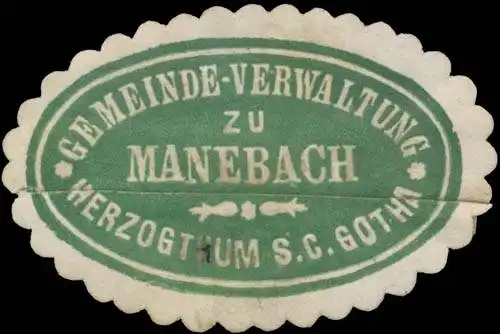 GEMEINDE-VERWALTUNG
ZU
MANEBACH
HERZOGTHUM S.C. GOTHA